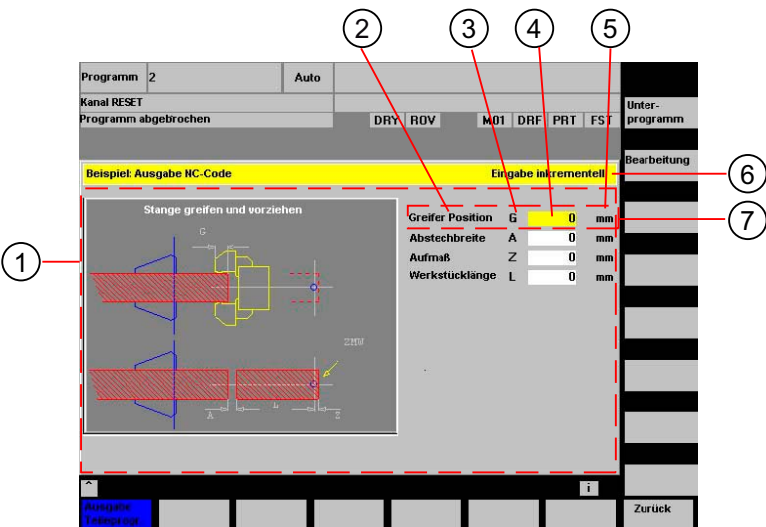 2 3 4 5
Programm 2 Auto
Kanal RESET
Programm abgebrochen DRY ROV M01 DRF PRT FST
Unter-
programm
Bearbeitung
Beispiel: Ausgabe NC-Code Eingabe inkrementell
6
7
1
Stange greifen und vorziehen
G
ZMW
A L Z
Greifer Position G 0 mm
Abstechbreite A 0 mm
Aufmaß Z 0 mm
Werkstücklänge L 0 mm
^ i
Ausgabe
Teileprogr.
Zurück